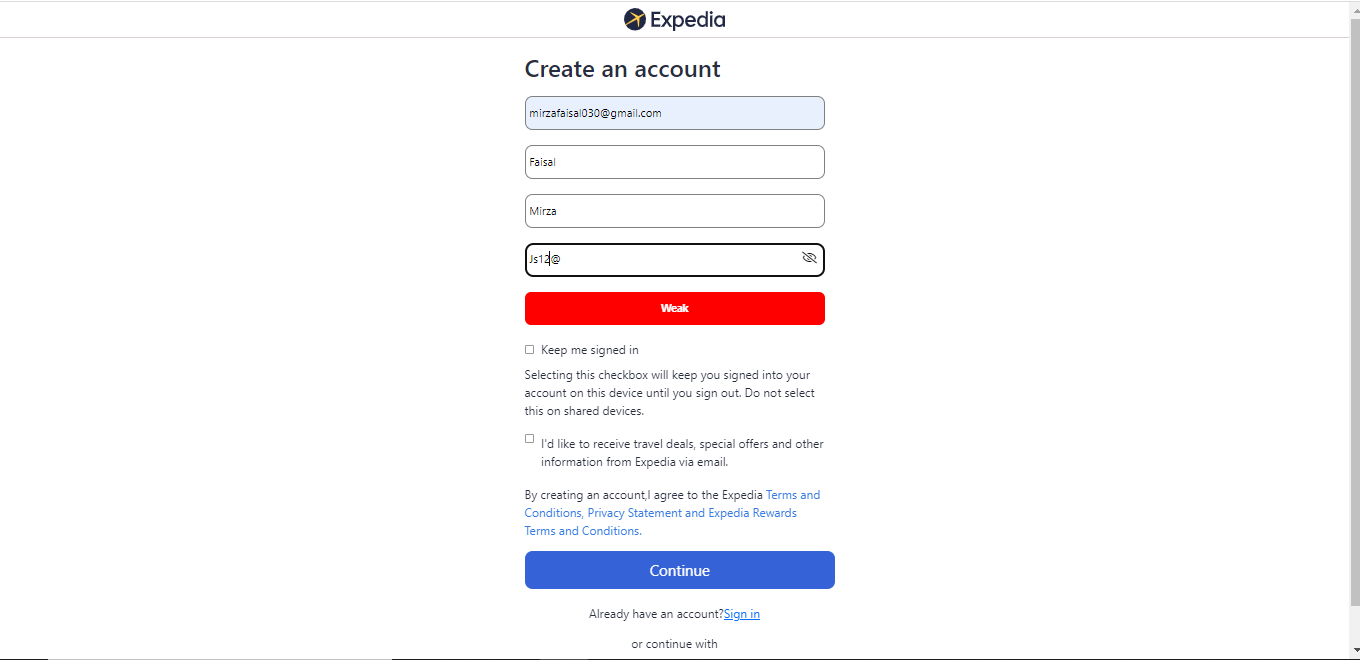 Expedia
Create an account
mirzafaisal030@gmail.com
Faisal
Mirza
Js12@
Weak
Keep me signed in
Selecting this checkbox will keep you signed into your
account on this device until you sign out. Do not select
this on shared devices.
I'd like to receive travel deals, special offers and other
information from Expedia via email.
By creating an account,I agree to the Expedia Terms and
Conditions, Privacy Statement and Expedia Rewards
Terms and Conditions.
Continue
Already have an account?Sign in
or continue with